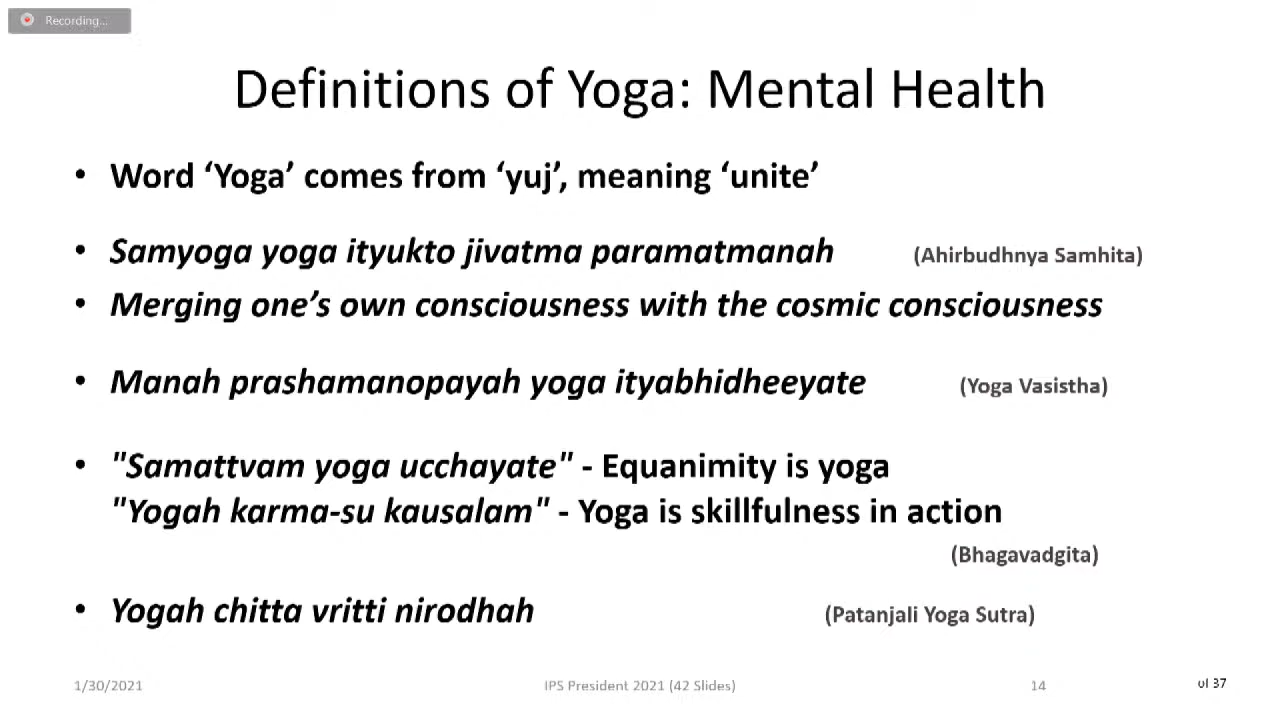 Recording...
Definitions of Yoga: Mental Health
• Word ‘Yoga’ comes from ‘yuj’, meaning ‘unite’
• Samyoga yoga ityukto jivatma paramatmanah (Ahirbudhnya Samhita)
• Merging one’s own consciousness with the cosmic consciousness
• Manah prashamanopayah yoga ityabhidheeyate (Yoga Vasistha)
• "Samattvam yoga ucchayate" - Equanimity is yoga
"Yogah karma-su kausalam" - Yoga is skillfulness in action
(Bhagavadgita)
• Yogah chitta vritti nirodhah (Patanjali Yoga Sutra)
1/30/2021 IPS President 2021 (42 Slides) 14 of 37